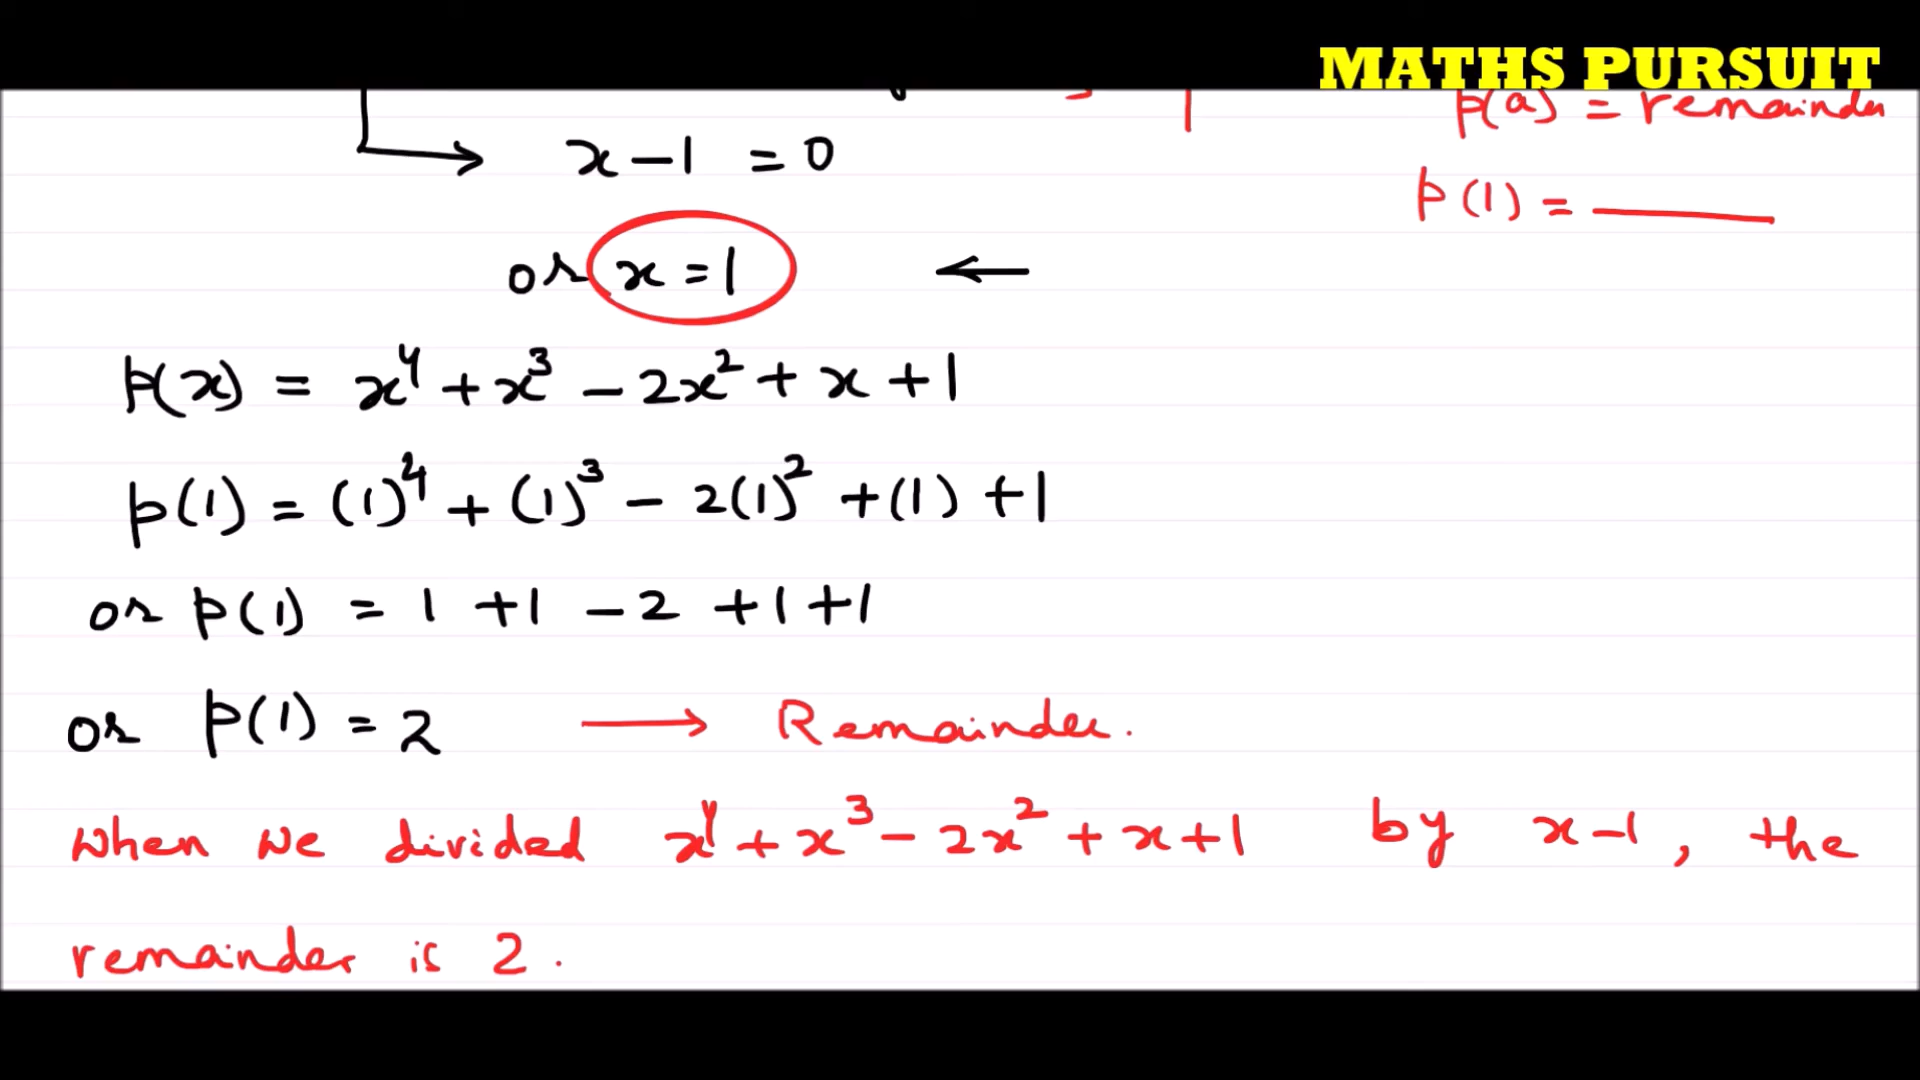 MATHS PURSUIT
p(a) = remainder
x-1 = 0
p(1) =
or x = 1
p(x) = x⁴ + x³ - 2x² + x + 1
p(1) = (1)⁴ + (1)³ - 2(1)² + (1) + 1
or p(1) = 1 + 1 - 2 + 1 + 1
or p(1) = 2 → Remainder.
When we divided x⁴ + x³ - 2x² + x + 1 by x-1, the
remainder is 2.